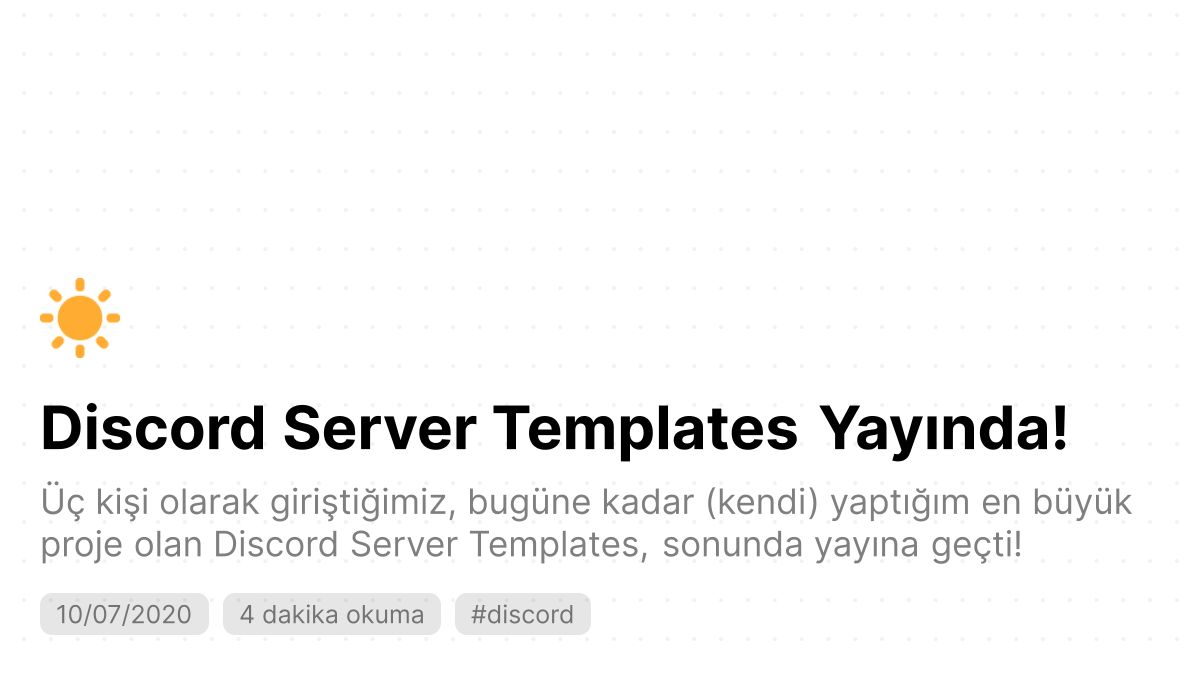 Discord Server Templates Yayında!
Üç kişi olarak giriştiğimiz, bugüne kadar (kendi) yaptığım en büyük
proje olan Discord Server Templates, sonunda yayına geçti!
10/07/2020 4 dakika okuma #discord